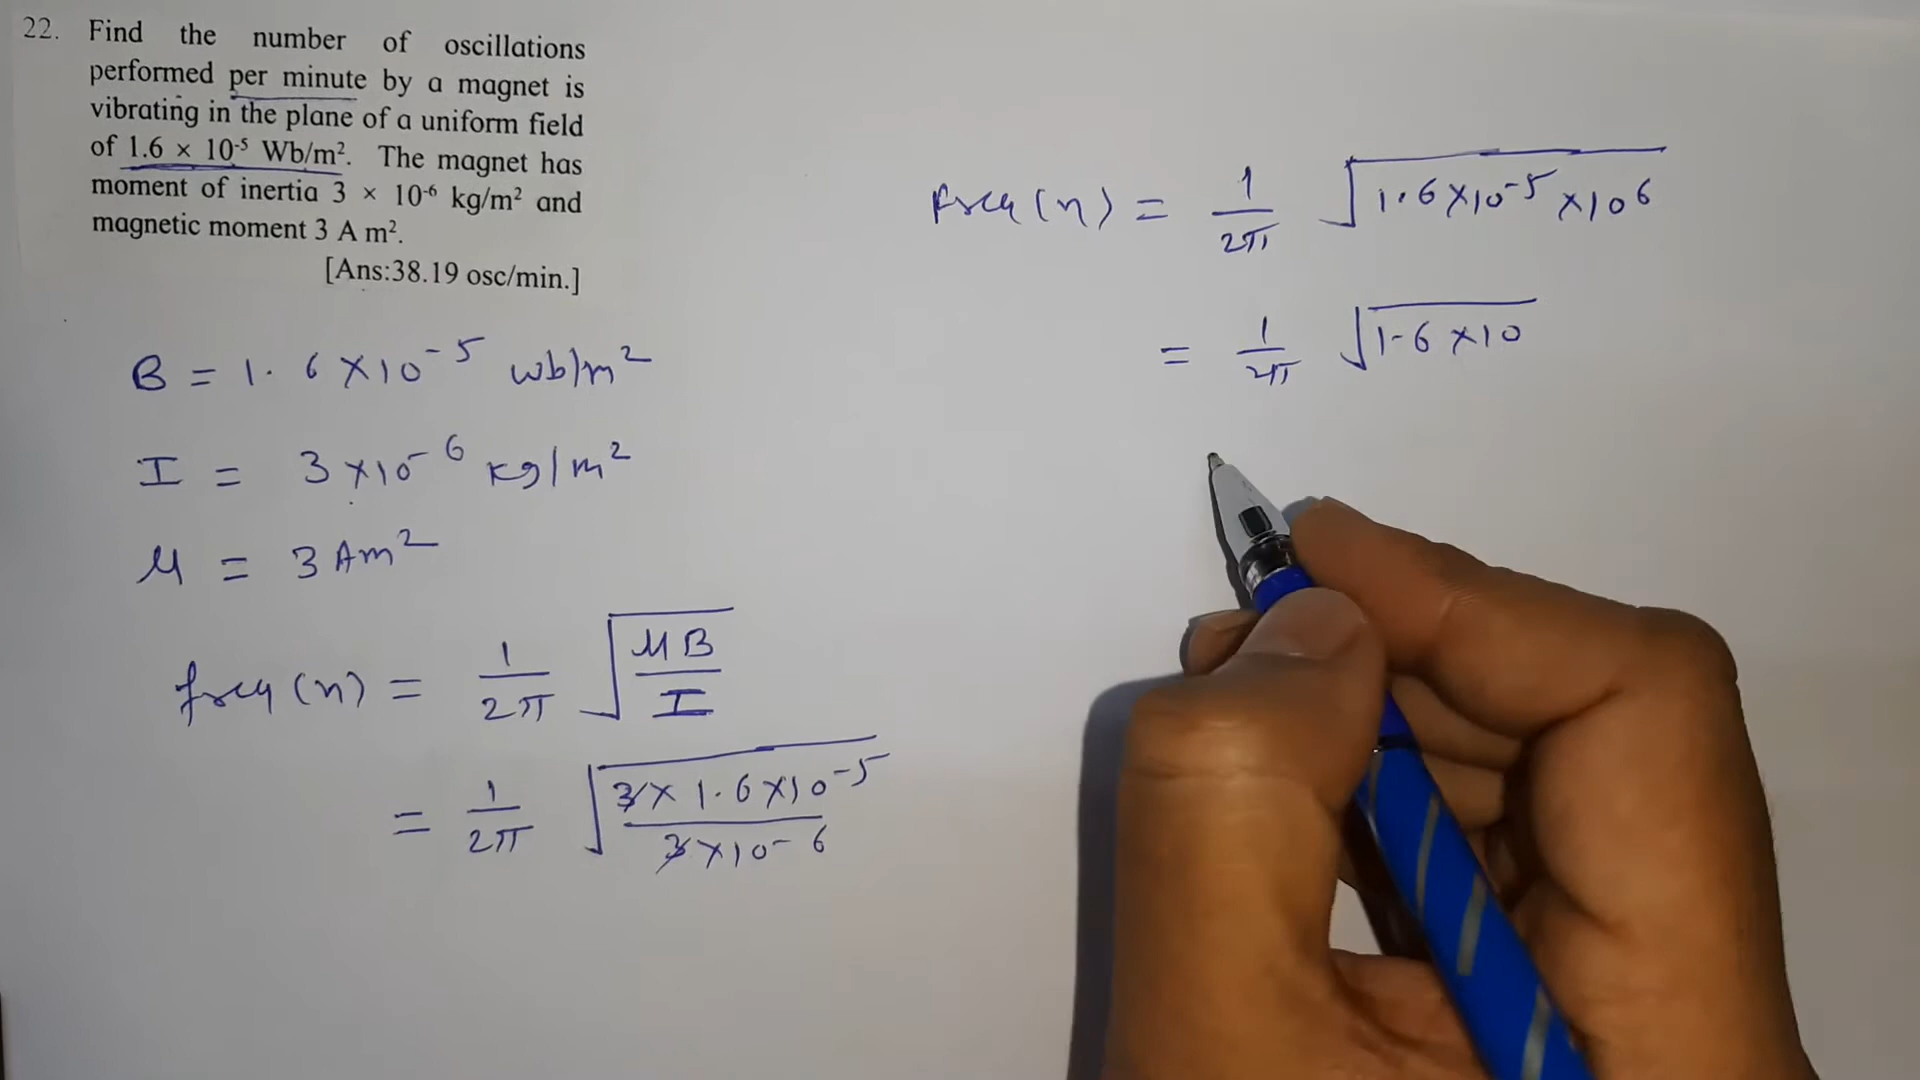 22. Find the number of oscillations
performed per minute by a magnet is
vibrating in the plane of a uniform field
of 1.6 × 10⁻⁵ Wb/m². The magnet has
moment of inertia 3 × 10⁻⁶ kg/m² and
magnetic moment 3 A m².
[Ans:38.19 osc/min.]
B = 1.6 × 10⁻⁵ wb/m²
I = 3 × 10⁻⁶ kg/m²
M = 3 Am²
freq (n) = 1/2π √(MB/I)
= 1/2π √(3 × 1.6 × 10⁻⁵ / 3 × 10⁻⁶)
Freq (n) = 1/2π √(1.6 × 10⁻⁵ × 10⁶)
= 1/2π √(1.6 × 10)